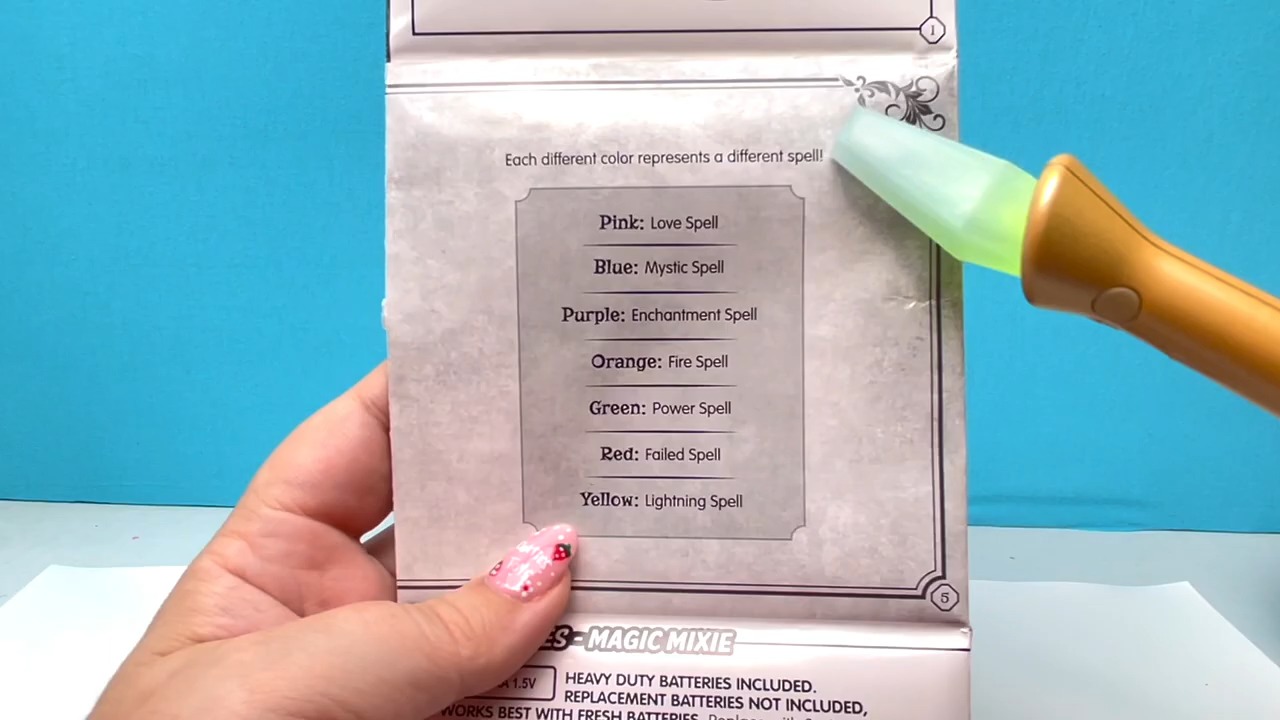 1
Each different color represents a different spell!
Pink: Love Spell
Blue: Mystic Spell
Purple: Enchantment Spell
Orange: Fire Spell
Green: Power Spell
Red: Failed Spell
Yellow: Lightning Spell
5
- MAGIC MIXIE
1.5V
HEAVY DUTY BATTERIES INCLUDED.
REPLACEMENT BATTERIES NOT INCLUDED,
WORKS BEST WITH FRESH BATTERIES.